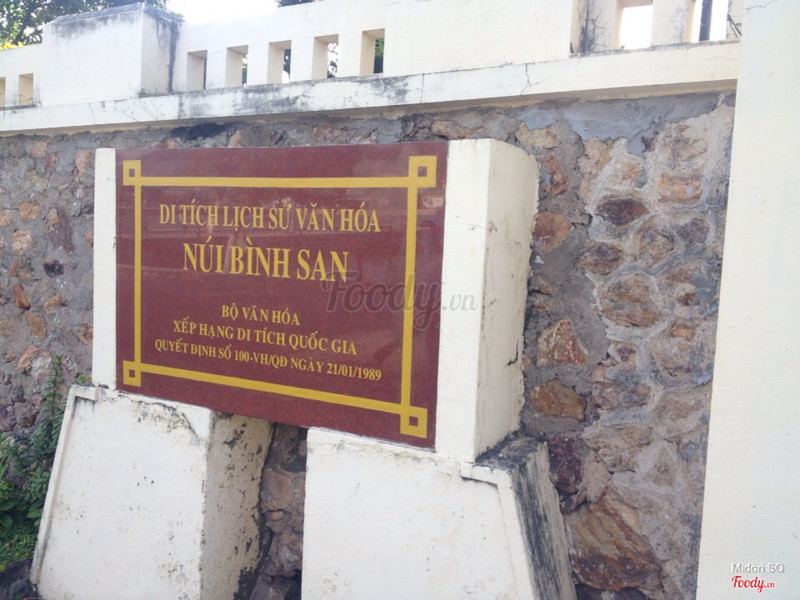 DI TÍCH LỊCH SỬ VĂN HÓA
NÚI BÌNH SAN
BỘ VĂN HÓA
XẾP HẠNG DI TÍCH QUỐC GIA
QUYẾT ĐỊNH SỐ 100-VH/QĐ NGÀY 21/01/1989
Foody.vn
Midori SQ
Foody.vn